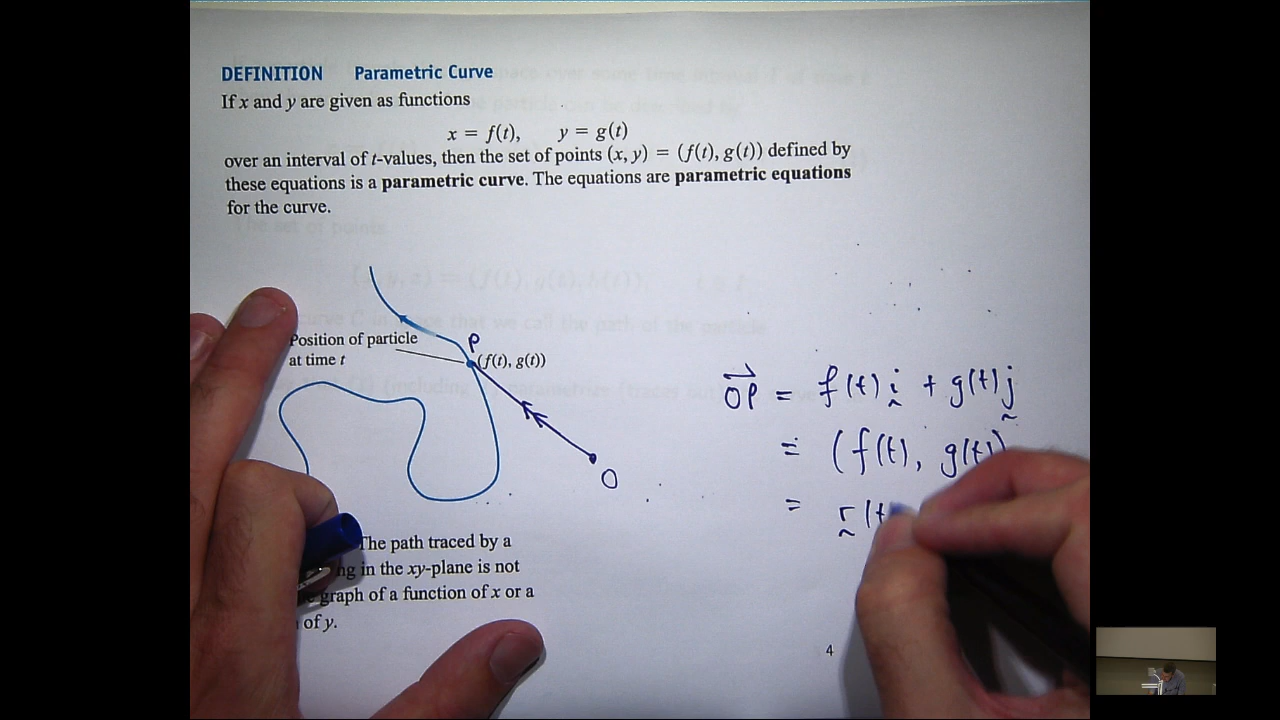 DEFINITION Parametric Curve
If x and y are given as functions
x = f(t), y = g(t)
over an interval of t-values, then the set of points (x, y) = (f(t), g(t)) defined by
these equations is a parametric curve. The equations are parametric equations
for the curve.
P
Position of particle
at time t
(f(t), g(t))
O
OP = f(t) i + g(t) j
= (f(t), g(t))
= r(t
The path traced by a
ng in the xy-plane is not
graph of a function of x or a
of y.
4